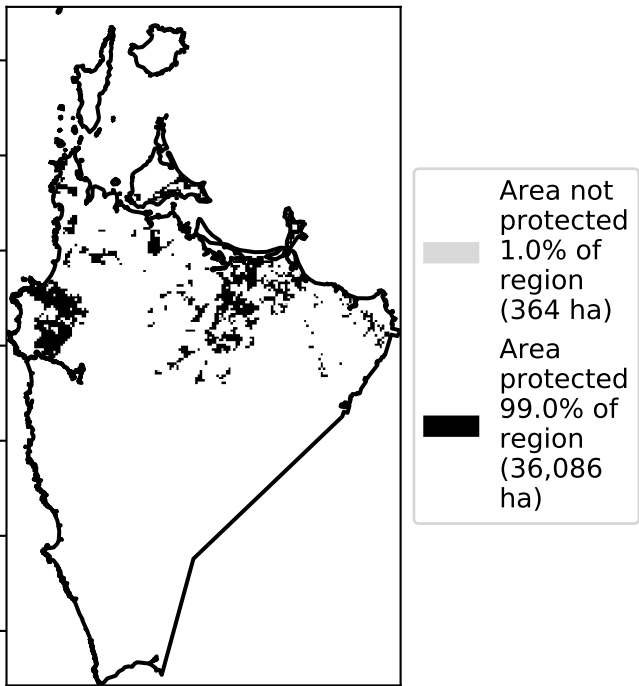 Area not
protected
1.0% of
region
(364 ha)
Area
protected
99.0% of
region
(36,086
ha)